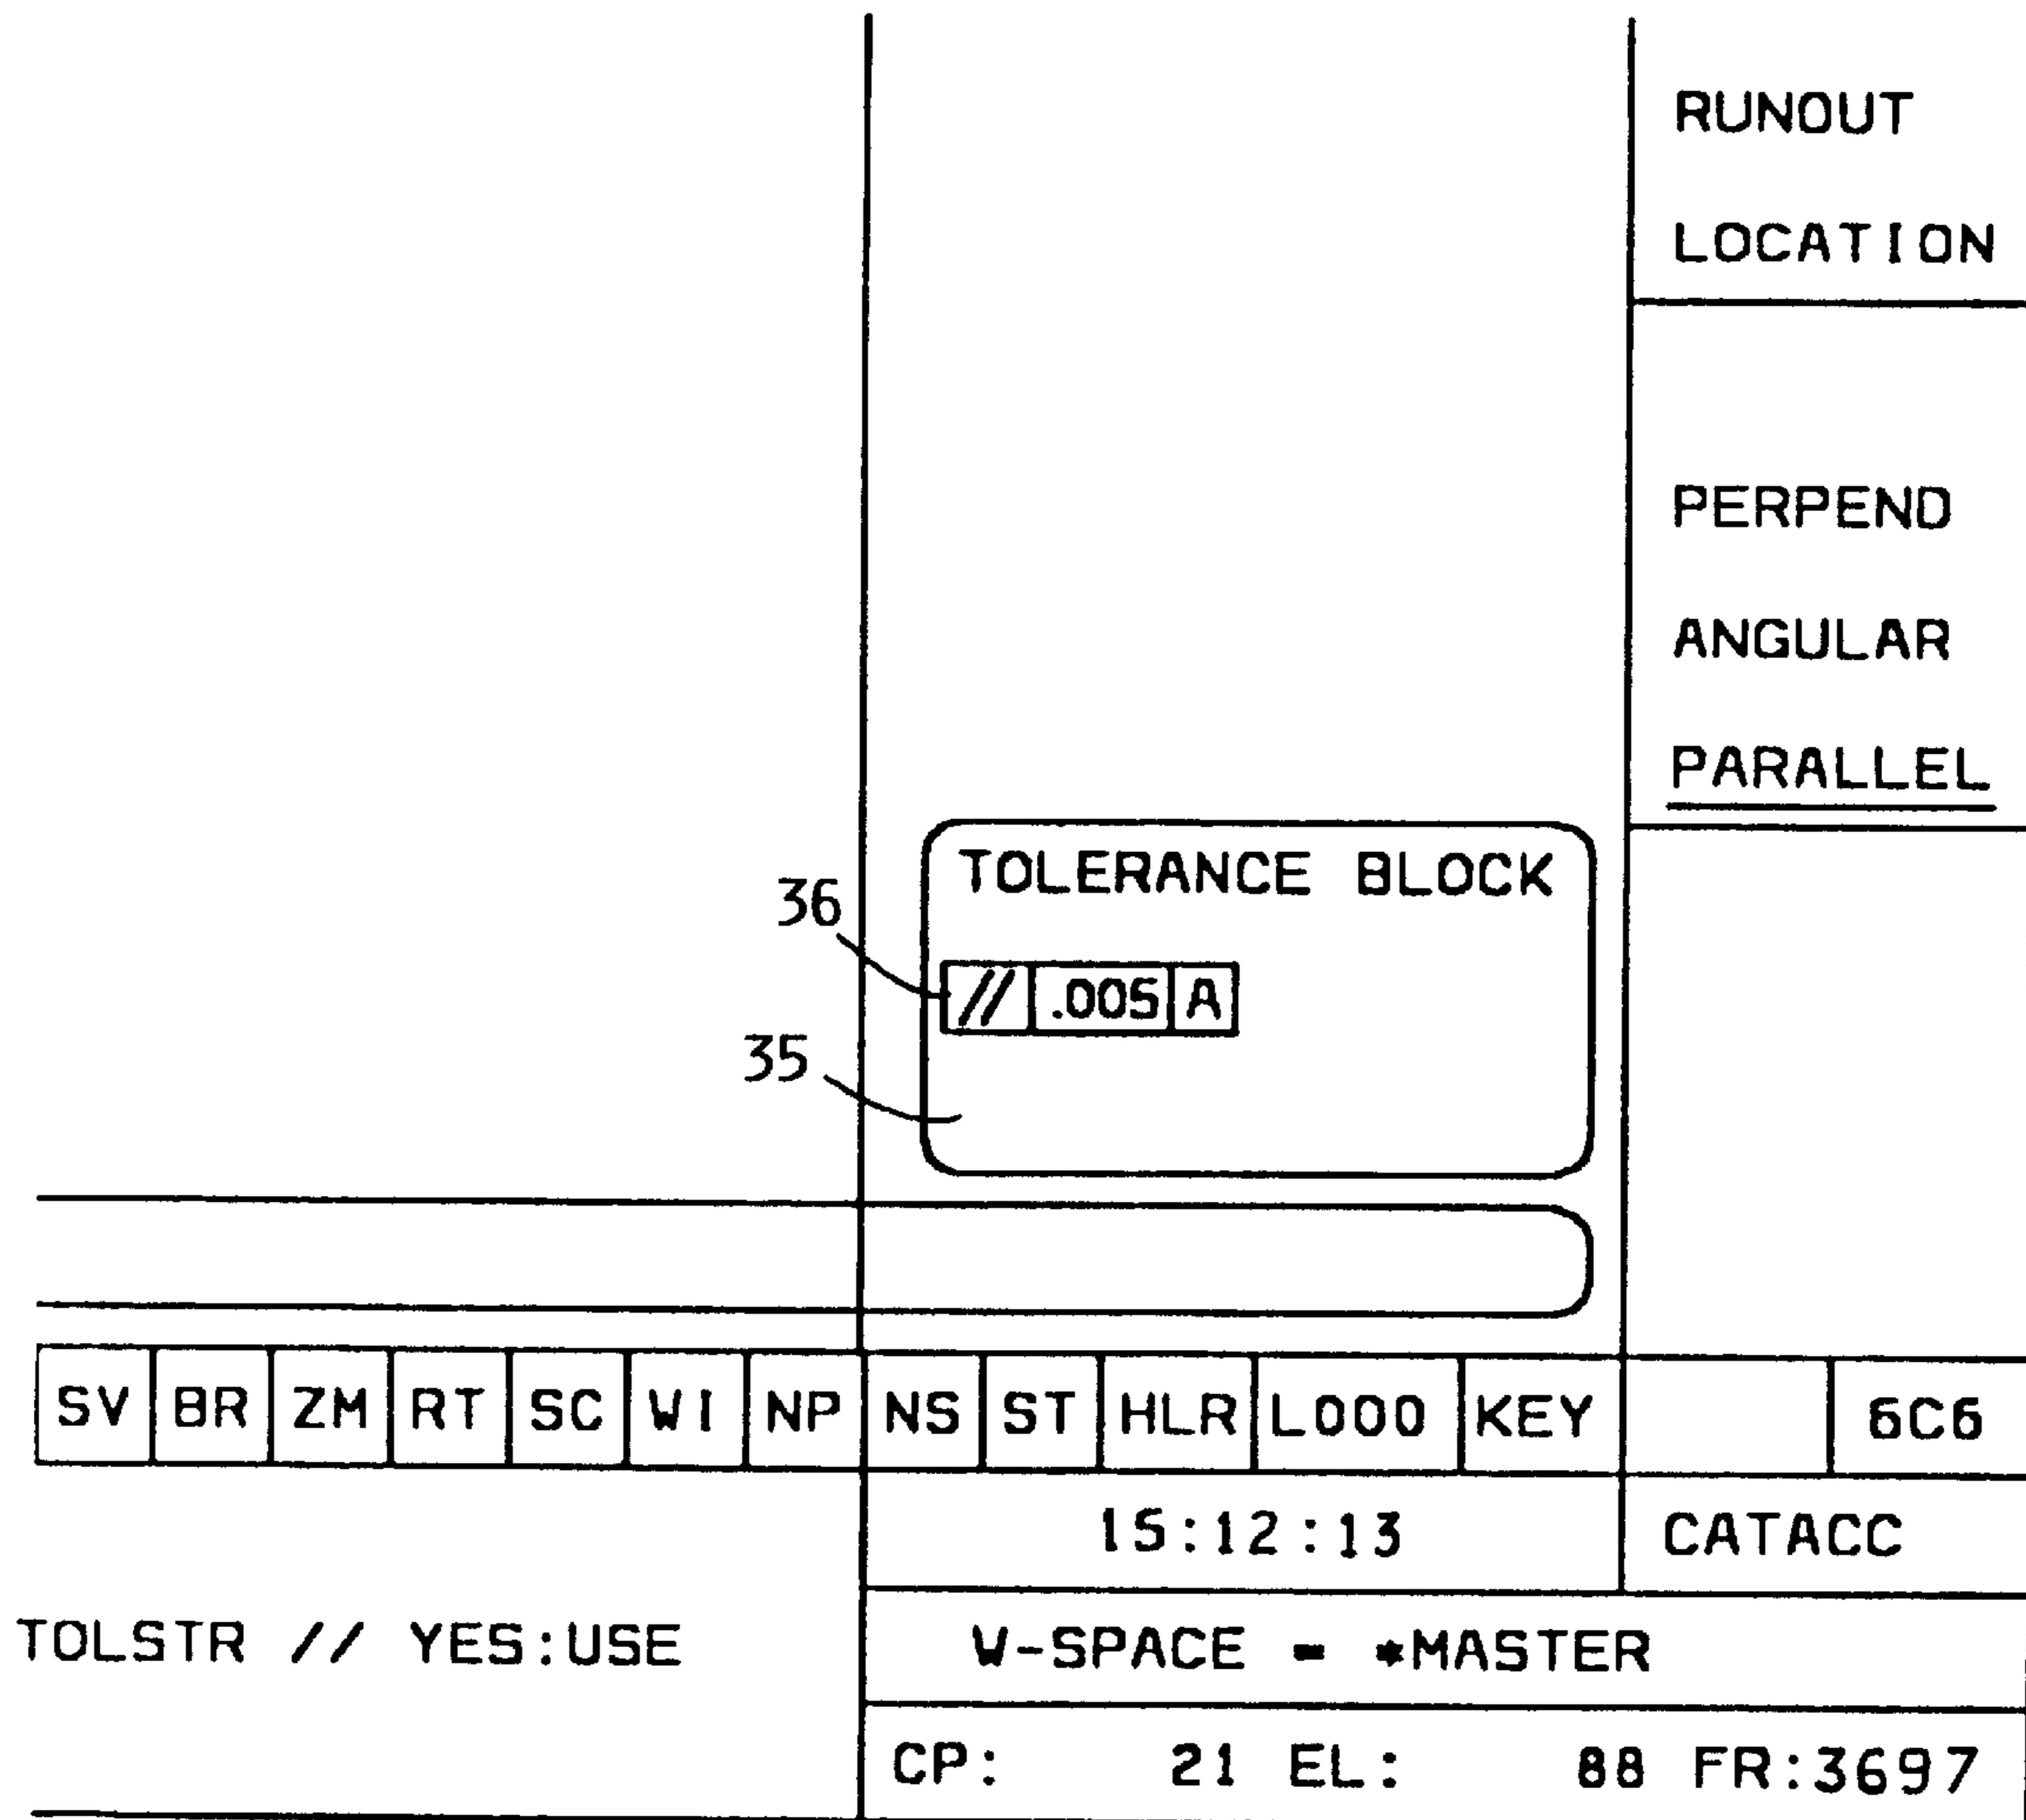 RUNOUT
LOCATION
PERPEND
ANGULAR
PARALLEL
TOLERANCE BLOCK
36
// .005 A
35
SV BR ZM RT SC WI NP NS ST HLR L000 KEY 6C6
15:12:13 CATACC
TOLSTR // YES:USE
W-SPACE = *MASTER
CP: 21 EL: 88 FR:3697